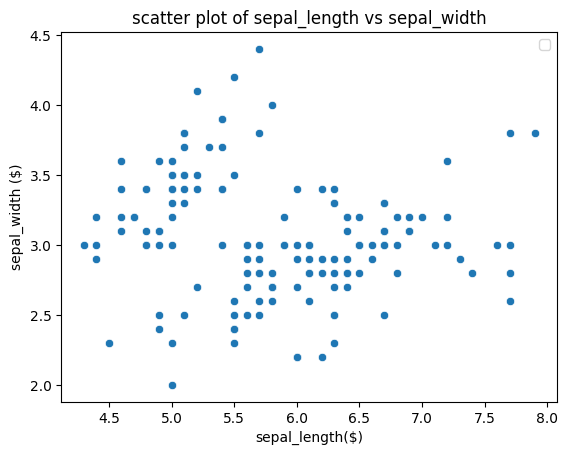 scatter plot of sepal_length vs sepal_width
4.5
4.0
3.5
3.0
2.5
2.0
sepal_width ($)
4.5 5.0 5.5 6.0 6.5 7.0 7.5 8.0
sepal_length($)